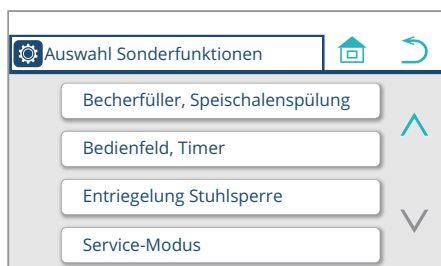 Auswahl Sonderfunktionen
Becherfüller, Speischalenspülung
Bedienfeld, Timer
Entriegelung Stuhlsperre
Service-Modus